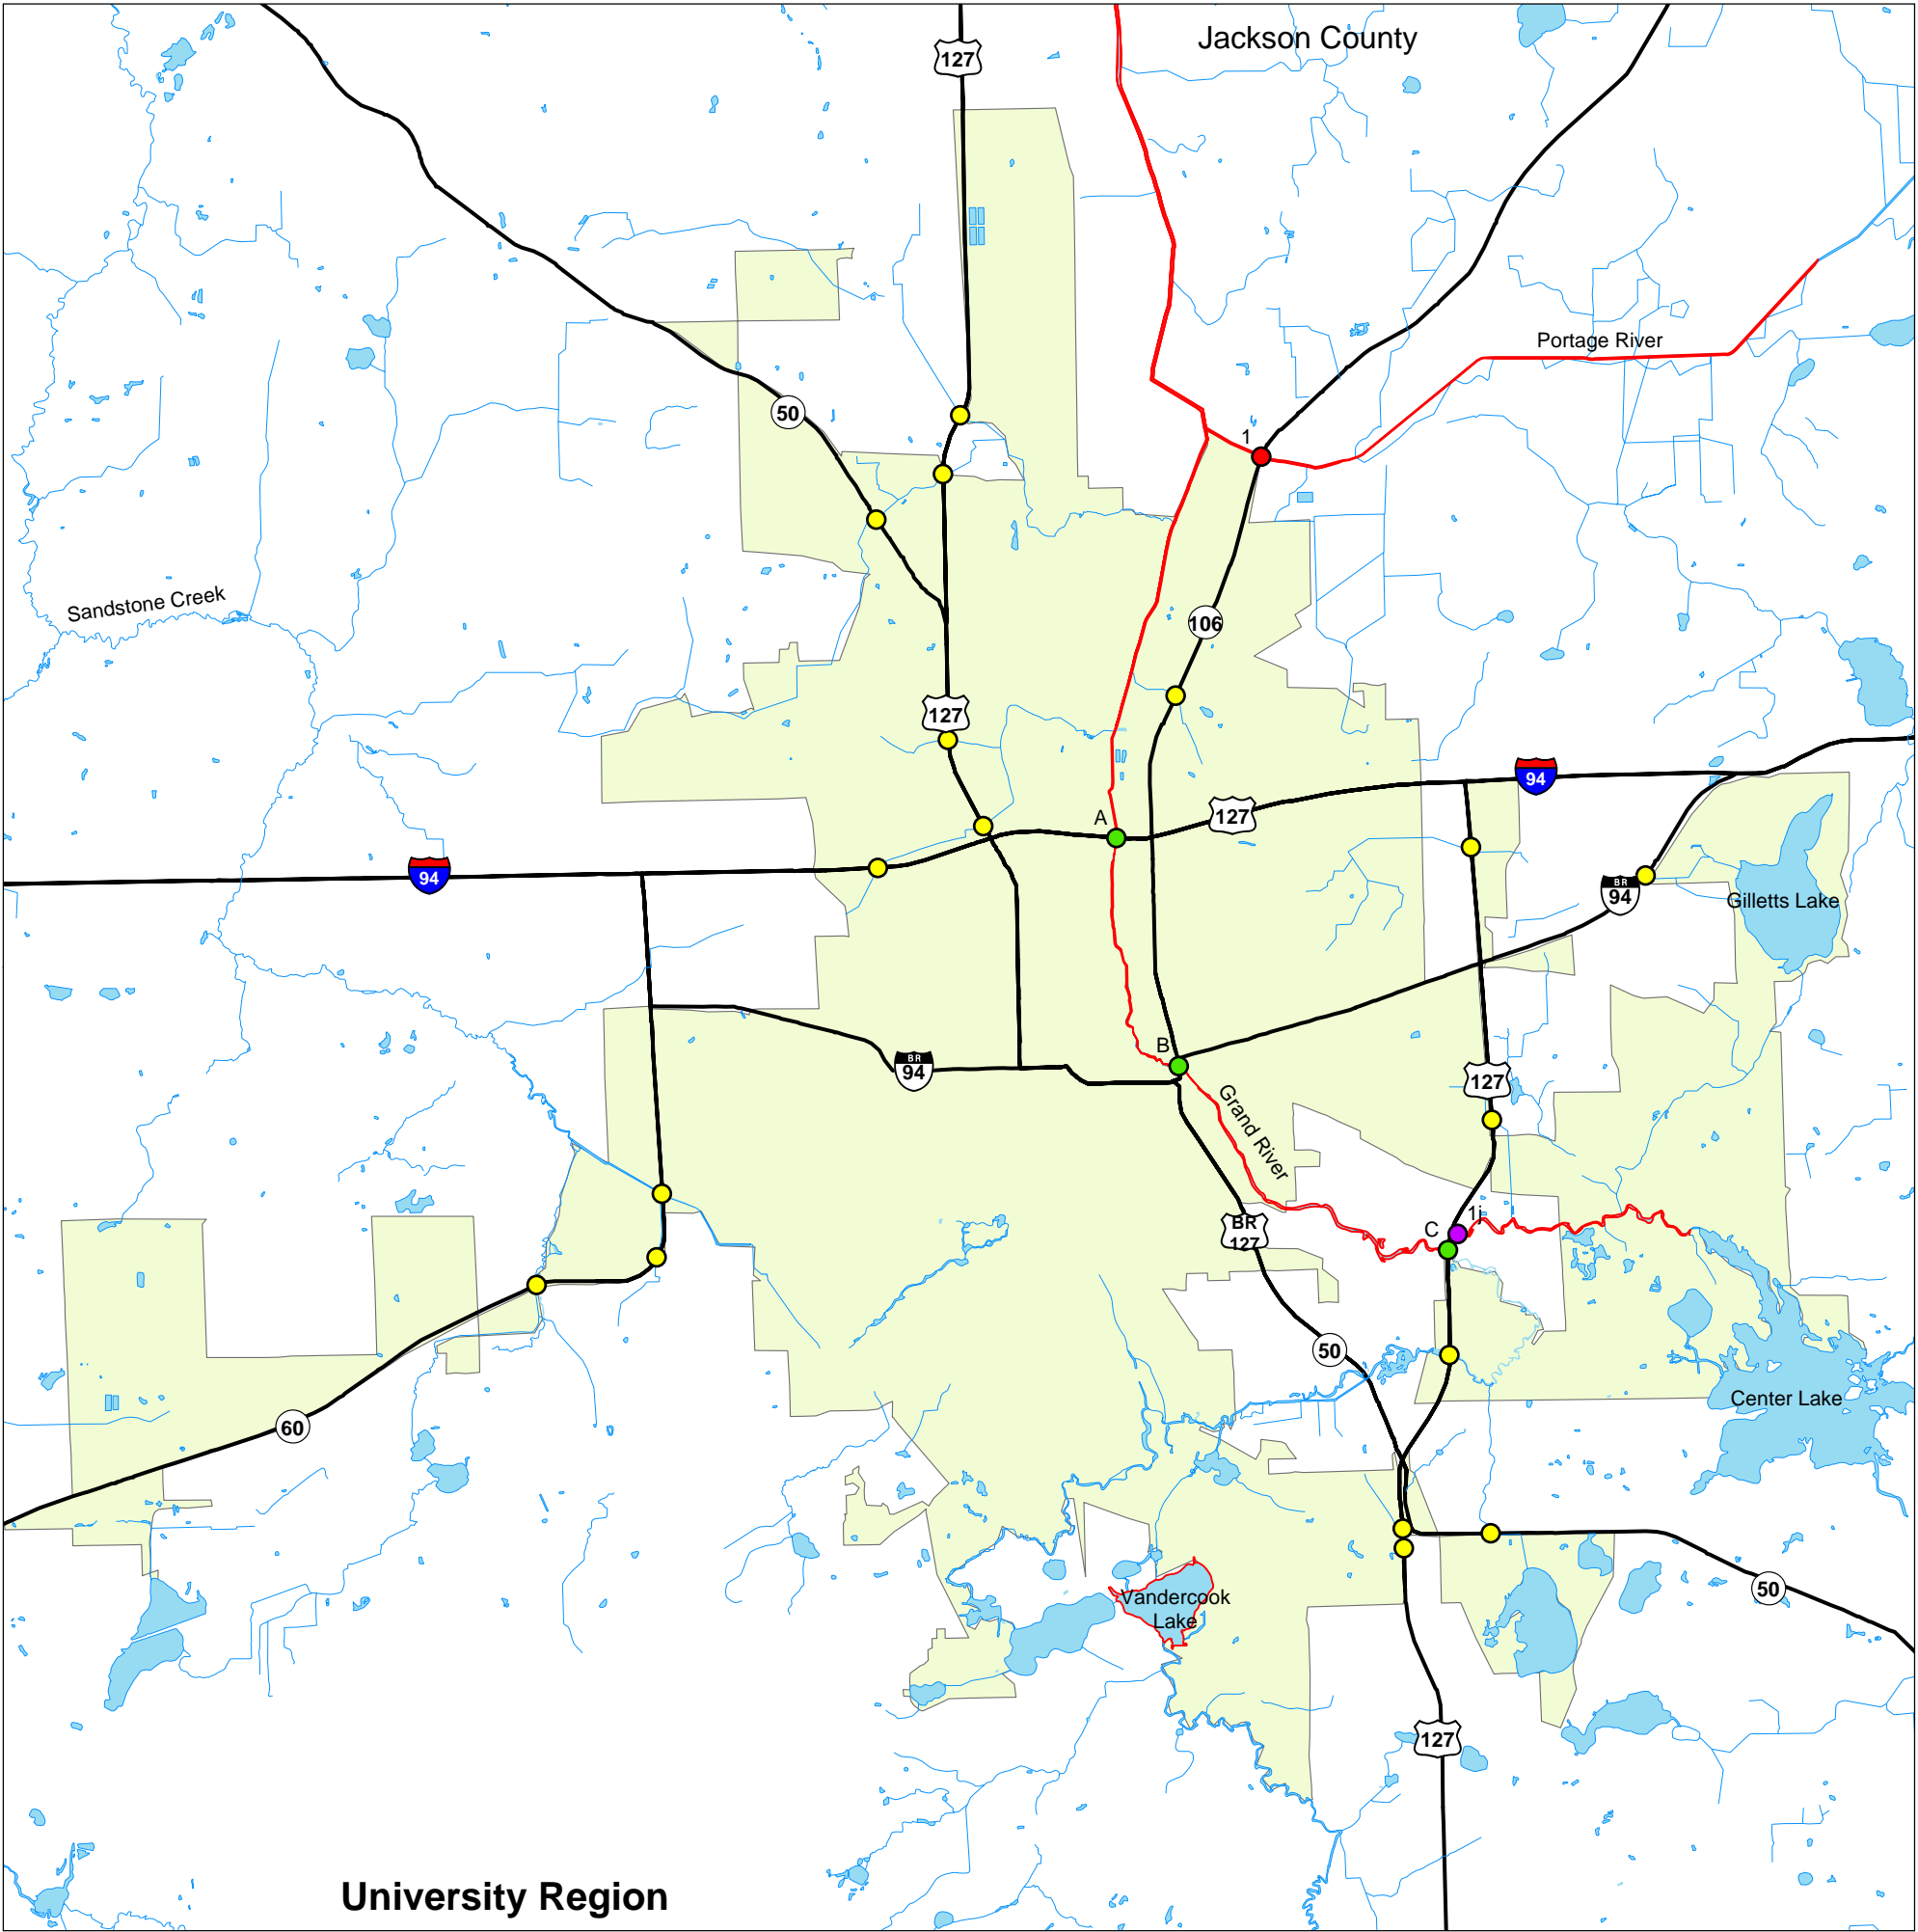 Jackson County
127
Portage River
50
1
Sandstone Creek
106
127
94
A
127
94
BR
94
Gilletts Lake
B
BR
94
127
Grand River
1j
C
BR
127
50
Center Lake
60
50
Vandercook
Lake
127
University Region